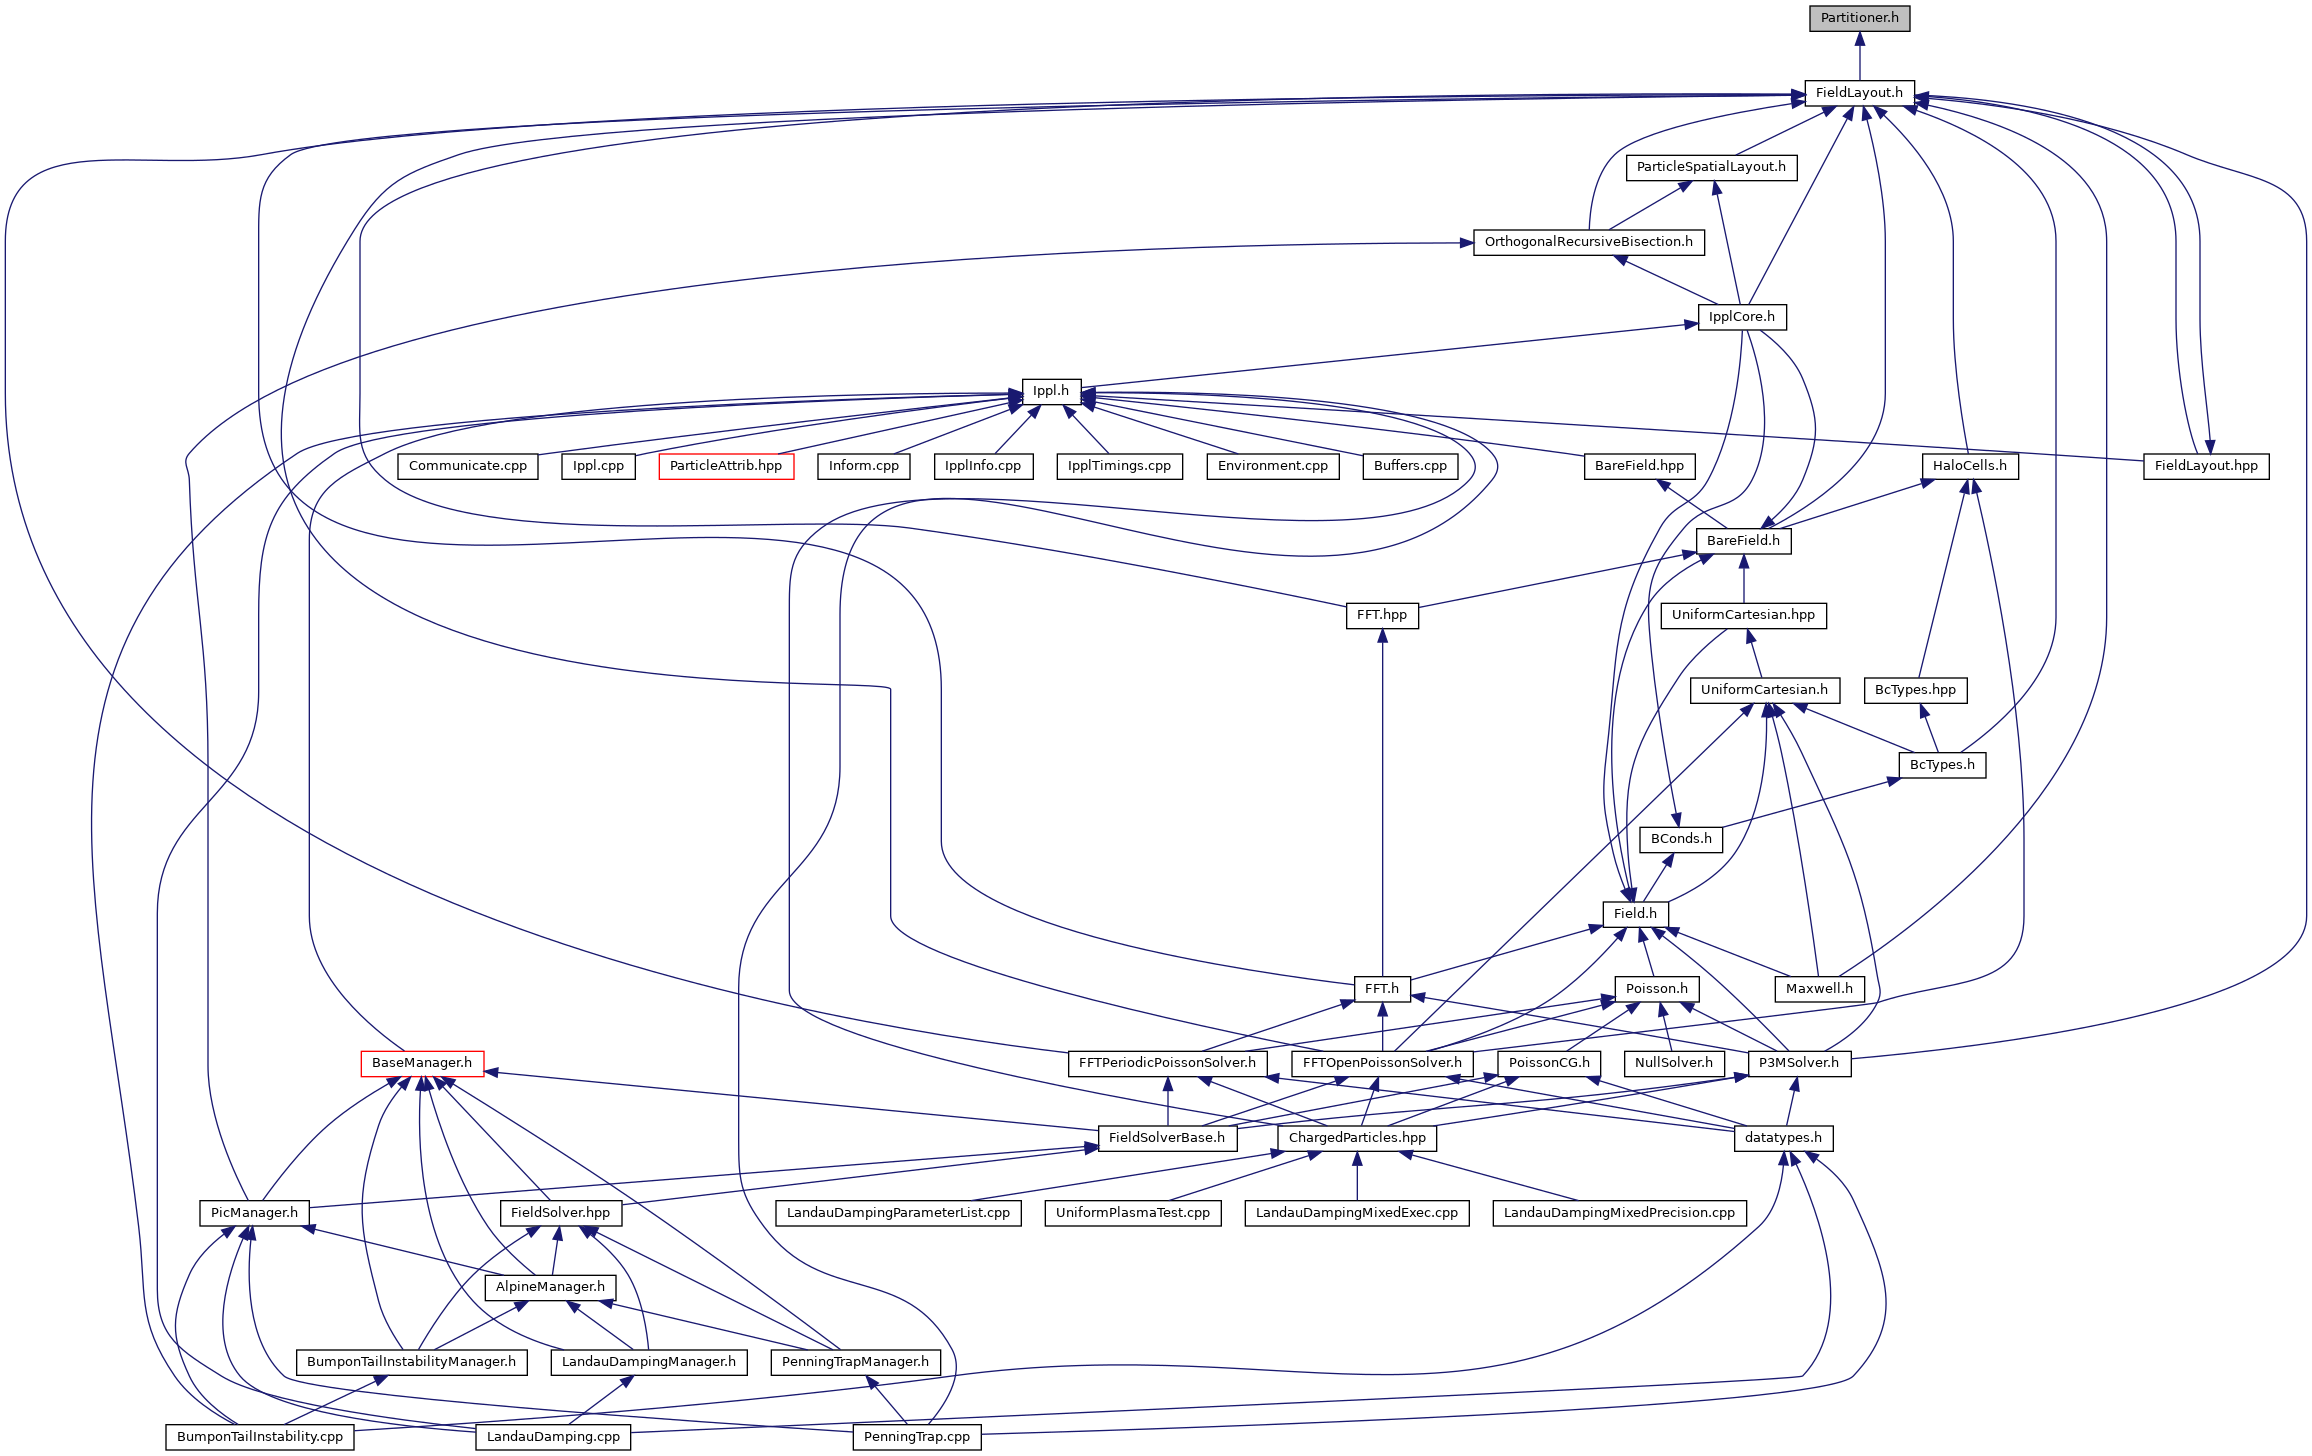 Partitioner.h
FieldLayout.h
ParticleSpatialLayout.h
OrthogonalRecursiveBisection.h
IpplCore.h
Ippl.h
Communicate.cpp
Ippl.cpp
ParticleAttrib.hpp
Inform.cpp
IpplInfo.cpp
IpplTimings.cpp
Environment.cpp
Buffers.cpp
BareField.hpp
HaloCells.h
FieldLayout.hpp
BareField.h
FFT.hpp
UniformCartesian.hpp
UniformCartesian.h
BcTypes.hpp
BcTypes.h
BConds.h
Field.h
FFT.h
Poisson.h
Maxwell.h
BaseManager.h
FFTPeriodicPoissonSolver.h
FFTOpenPoissonSolver.h
PoissonCG.h
NullSolver.h
P3MSolver.h
FieldSolverBase.h
ChargedParticles.hpp
datatypes.h
PicManager.h
FieldSolver.hpp
LandauDampingParameterList.cpp
UniformPlasmaTest.cpp
LandauDampingMixedExec.cpp
LandauDampingMixedPrecision.cpp
AlpineManager.h
BumponTailInstabilityManager.h
LandauDampingManager.h
PenningTrapManager.h
BumponTailInstability.cpp
LandauDamping.cpp
PenningTrap.cpp